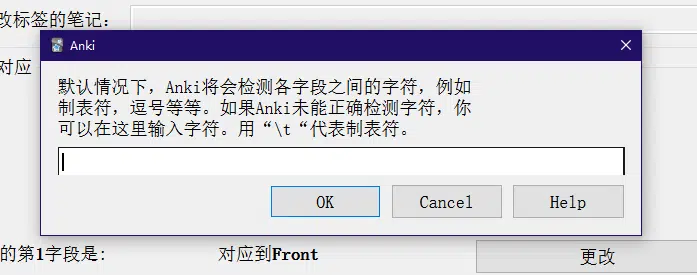 改标签的笔记：
Anki
对应
默认情况下，Anki将会检测各字段之间的字符，例如
制表符，逗号等等。如果Anki未能正确检测字符，你
可以在这里输入字符。用“\t“代表制表符。
OK Cancel Help
的第1字段是: 对应到Front 更改